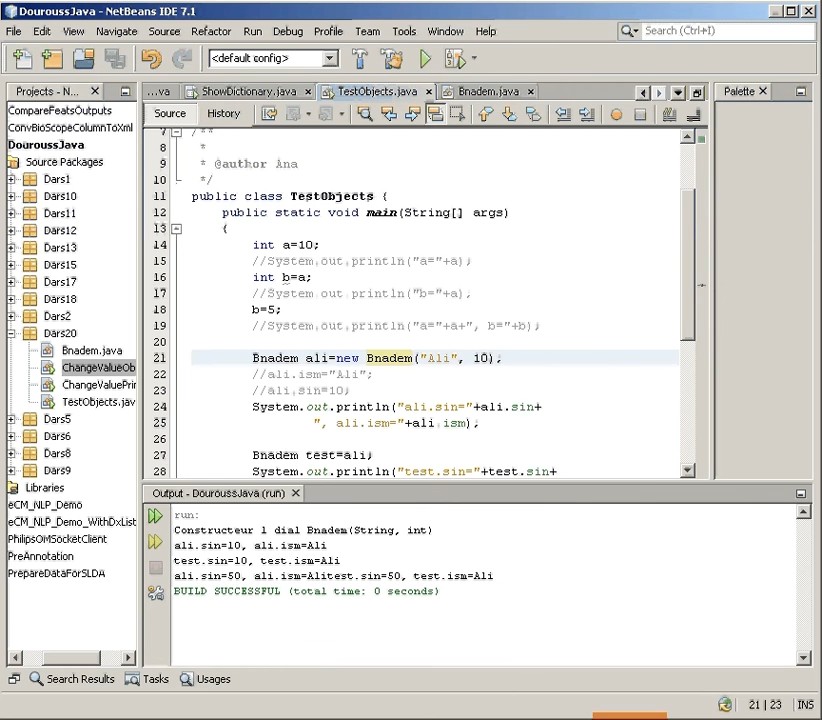 DouroussJava - NetBeans IDE 7.1
File Edit View Navigate Source Refactor Run Debug Profile Team Tools Window Help
Search (Ctrl+I)
<default config>
Projects - N...
...va ShowDictionary.java TestObjects.java Bnadem.java
Palette
Source History
CompareFeatsOutputs
ConvBioScopeColumnToXml
DouroussJava
Source Packages
Dars1
Dars10
Dars11
Dars12
Dars13
Dars15
Dars17
Dars18
Dars2
Dars20
Bnadem.java
ChangeValueOb
ChangeValuePrir
TestObjects.jav
Dars5
Dars6
Dars8
Dars9
Libraries
eCM_NLP_Demo
eCM_NLP_Demo_WithDxList
PhilipsOMSocketClient
PreAnnotation
PrepareDataForSLDA
7 /**
8 *
9 * @author Ana
10 */
11 public class TestObjects {
12 public static void main(String[] args)
13 {
14 int a=10;
15 //System.out.println("a="+a);
16 int b=a;
17 //System.out.println("b="+a);
18 b=5;
19 //System.out.println("a="+a+", b="+b);
20
21 Bnadem ali=new Bnadem("Ali", 10);
22 //ali.ism="Ali";
23 //ali.sin=10;
24 System.out.println("ali.sin="+ali.sin+
25 ", ali.ism="+ali.ism);
26
27 Bnadem test=ali;
28 System.out.println("test.sin="+test.sin+
Output - DouroussJava (run)
run:
Constructeur 1 dial Bnadem(String, int)
ali.sin=10, ali.ism=Ali
test.sin=10, test.ism=Ali
ali.sin=50, ali.ism=Alitest.sin=50, test.ism=Ali
BUILD SUCCESSFUL (total time: 0 seconds)
Search Results Tasks Usages
21 | 23 INS